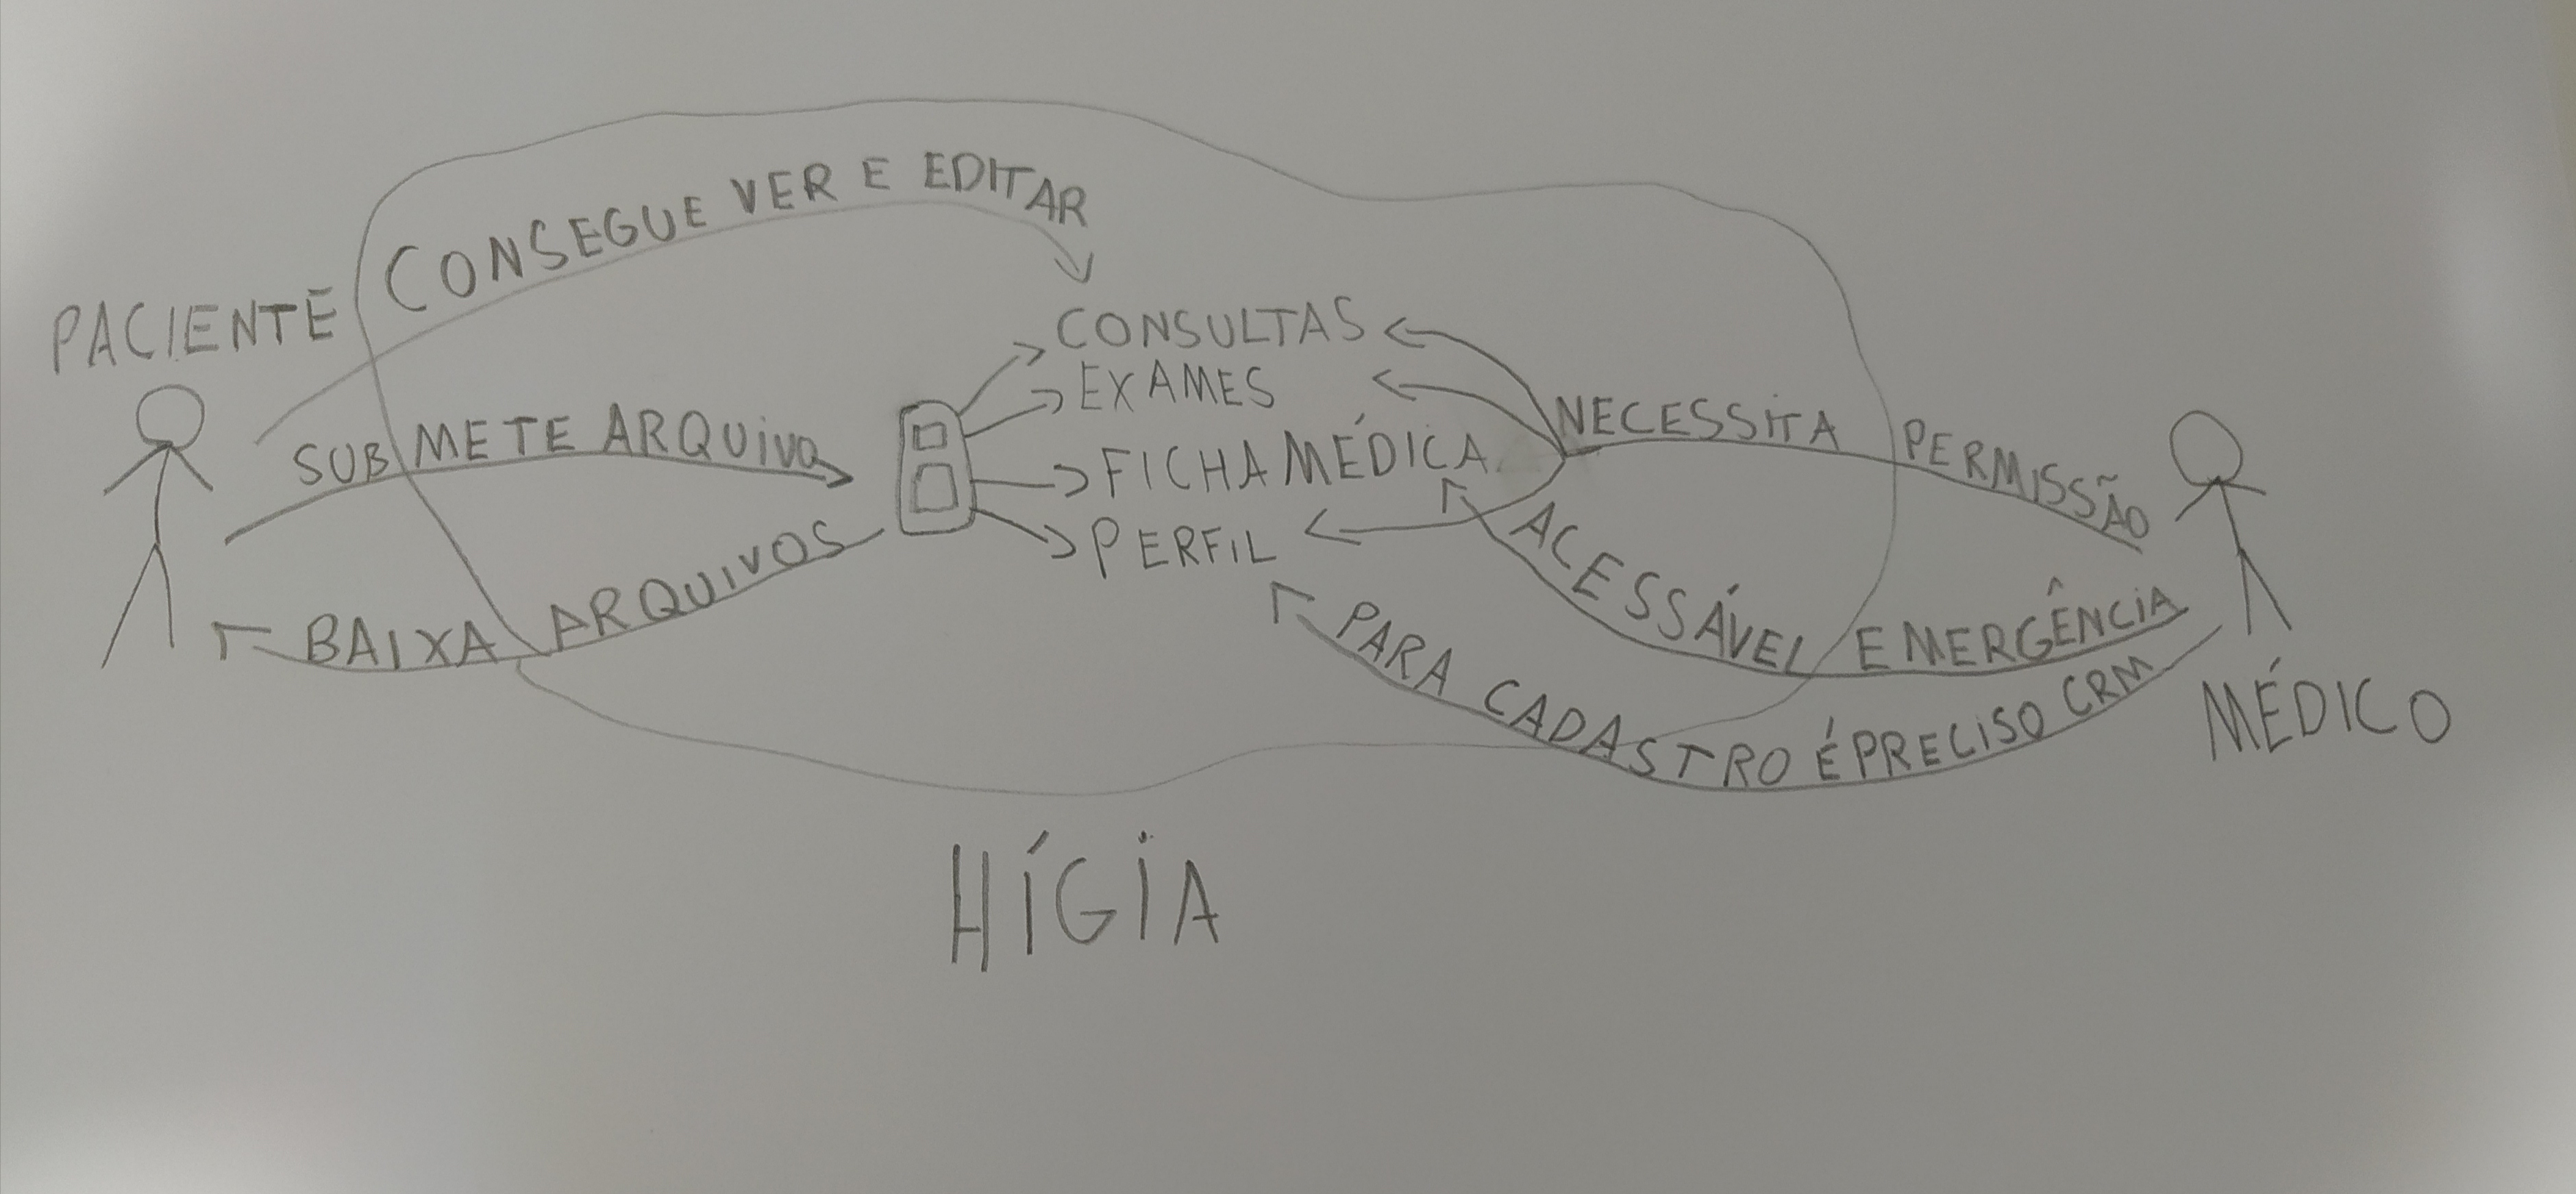 CONSEGUE VER E EDITAR
PACIENTE
CONSULTAS
EXAMES
SUBMETE ARQUIVO
FICHA MÉDICA
NECESSITA PERMISSÃO
PERFIL
BAIXA ARQUIVOS
ACESSÁVEL EMERGÊNCIA
PARA CADASTRO É PRECISO CRM
MÉDICO
HÍGIA